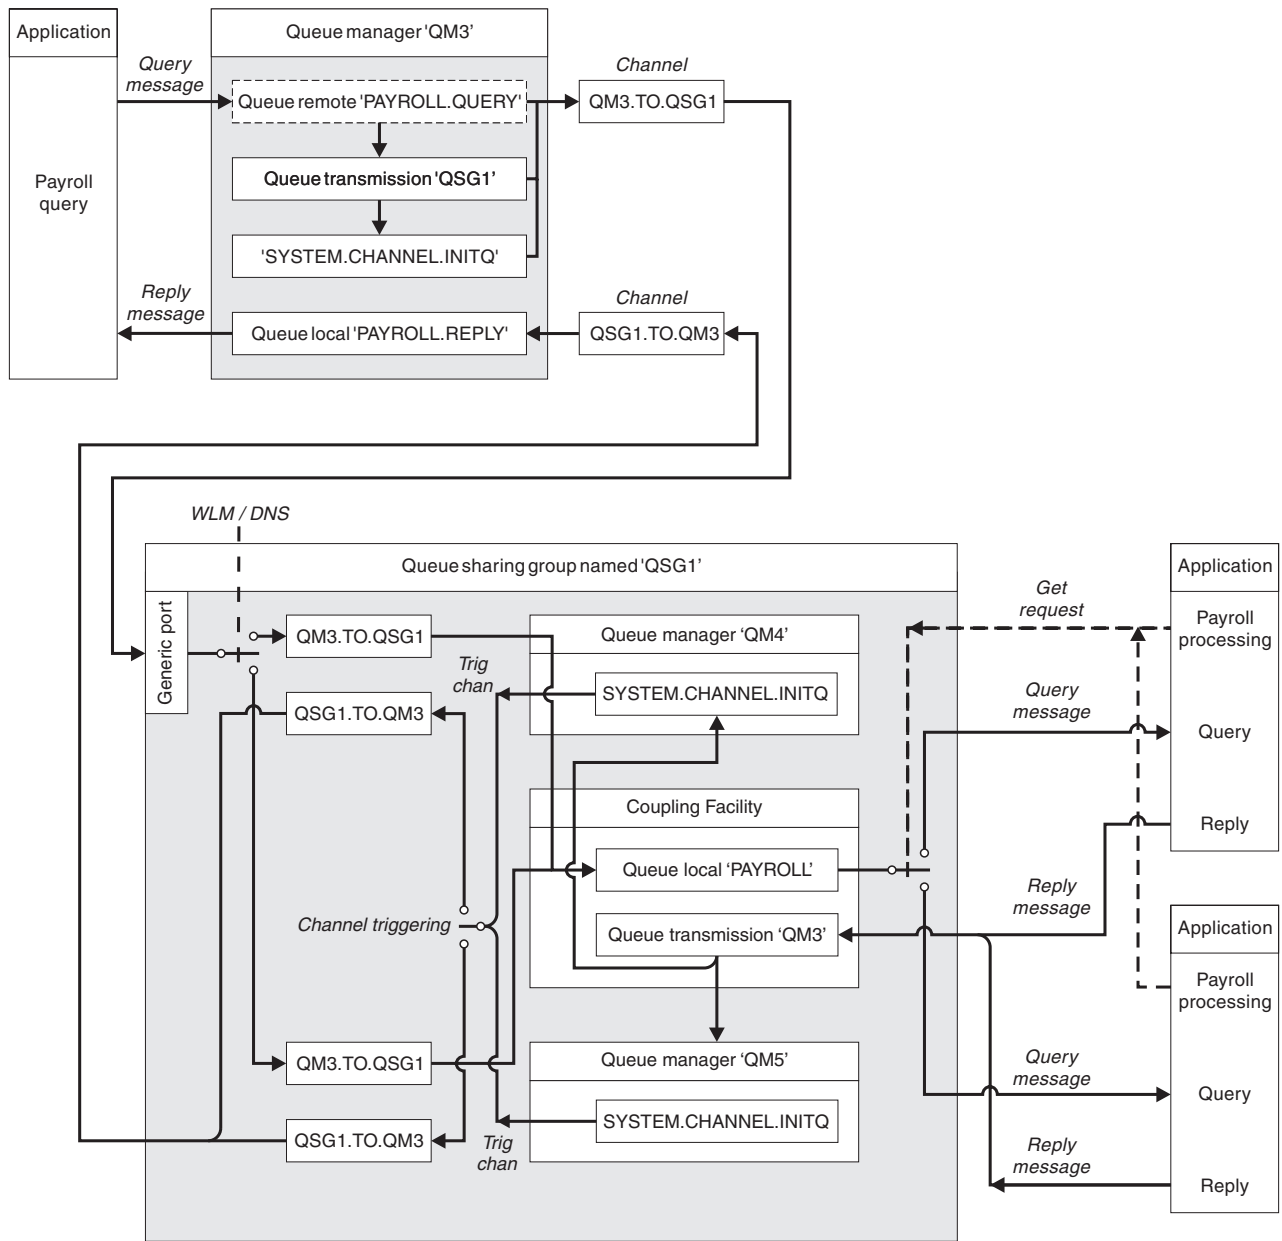 Application
Queue manager 'QM3'
Query
message
Channel
Queue remote 'PAYROLL.QUERY'
QM3.TO.QSG1
Payroll
query
Queue transmission 'QSG1'
'SYSTEM.CHANNEL.INITQ'
Reply
message
Channel
Queue local 'PAYROLL.REPLY'
QSG1.TO.QM3
WLM / DNS
Queue sharing group named 'QSG1'
Generic port
QM3.TO.QSG1
Queue manager 'QM4'
Trig
chan
SYSTEM.CHANNEL.INITQ
QSG1.TO.QM3
Coupling Facility
Queue local 'PAYROLL'
Channel triggering
Queue transmission 'QM3'
QM3.TO.QSG1
Queue manager 'QM5'
SYSTEM.CHANNEL.INITQ
QSG1.TO.QM3
Trig
chan
Application
Get
request
Payroll
processing
Query
message
Query
Reply
Reply
message
Application
Payroll
processing
Query
message
Query
Reply
message
Reply